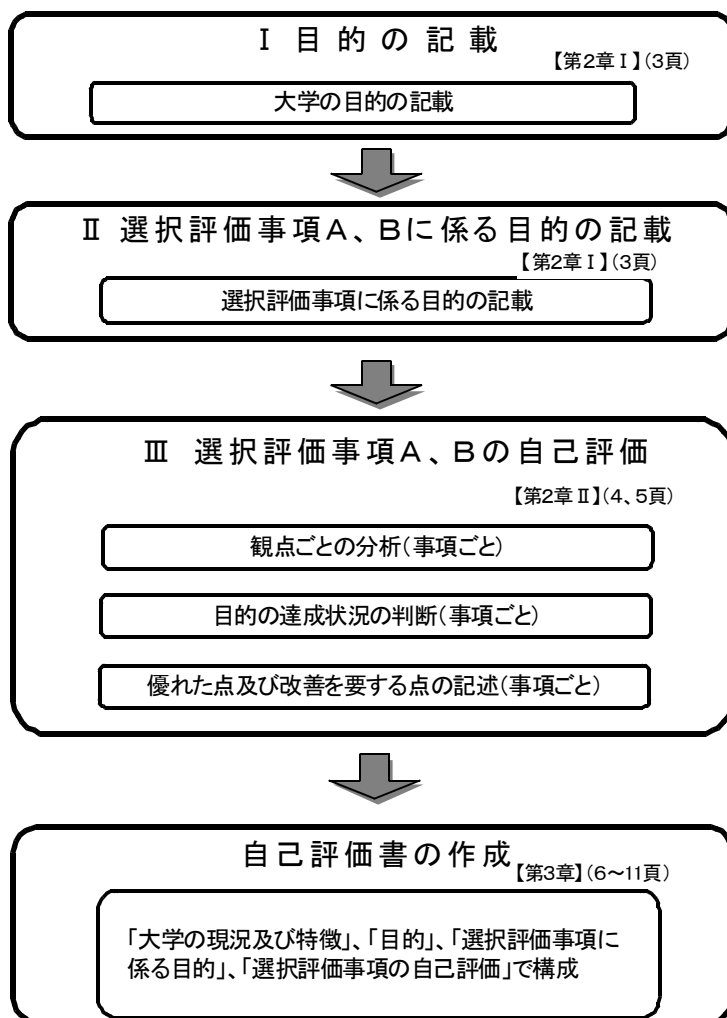 Ⅰ 目的の記載
【第2章Ⅰ】(3頁)
大学の目的の記載
Ⅱ 選択評価事項A、Bに係る目的の記載
【第2章Ⅰ】(3頁)
選択評価事項に係る目的の記載
Ⅲ 選択評価事項A、Bの自己評価
【第2章Ⅱ】(4、5頁)
観点ごとの分析(事項ごと)
目的の達成状況の判断(事項ごと)
優れた点及び改善を要する点の記述(事項ごと)
自己評価書の作成
【第3章】(6～11頁)
「大学の現況及び特徴」、「目的」、「選択評価事項に
係る目的」、「選択評価事項の自己評価」で構成